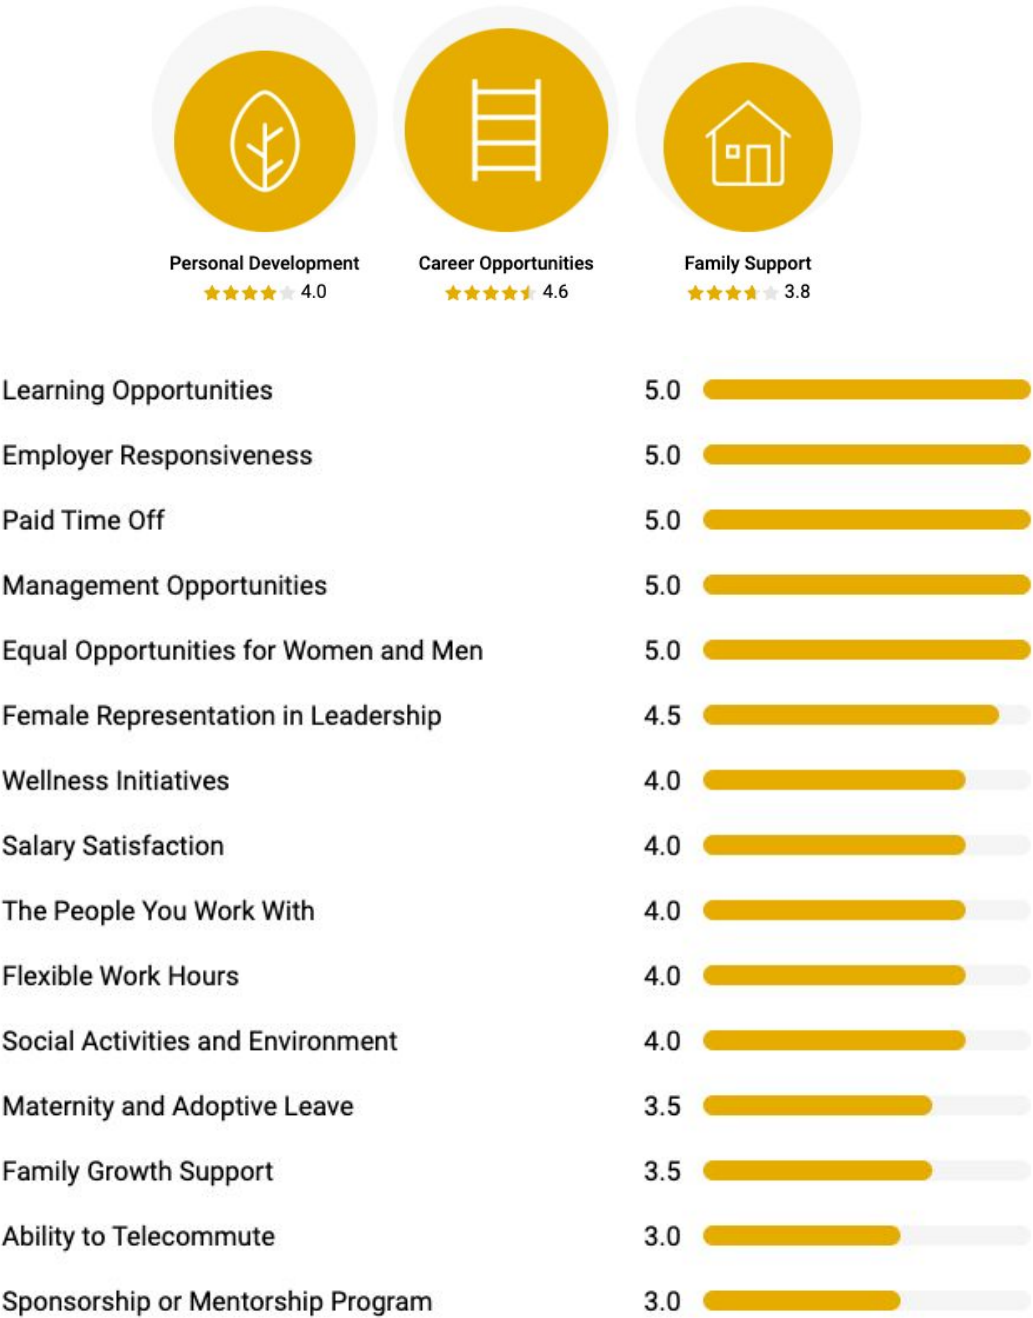 Personal Development Career Opportunities Family Support
4.0 4.6 3.8
Learning Opportunities 5.0
Employer Responsiveness 5.0
Paid Time Off 5.0
Management Opportunities 5.0
Equal Opportunities for Women and Men 5.0
Female Representation in Leadership 4.5
Wellness Initiatives 4.0
Salary Satisfaction 4.0
The People You Work With 4.0
Flexible Work Hours 4.0
Social Activities and Environment 4.0
Maternity and Adoptive Leave 3.5
Family Growth Support 3.5
Ability to Telecommute 3.0
Sponsorship or Mentorship Program 3.0